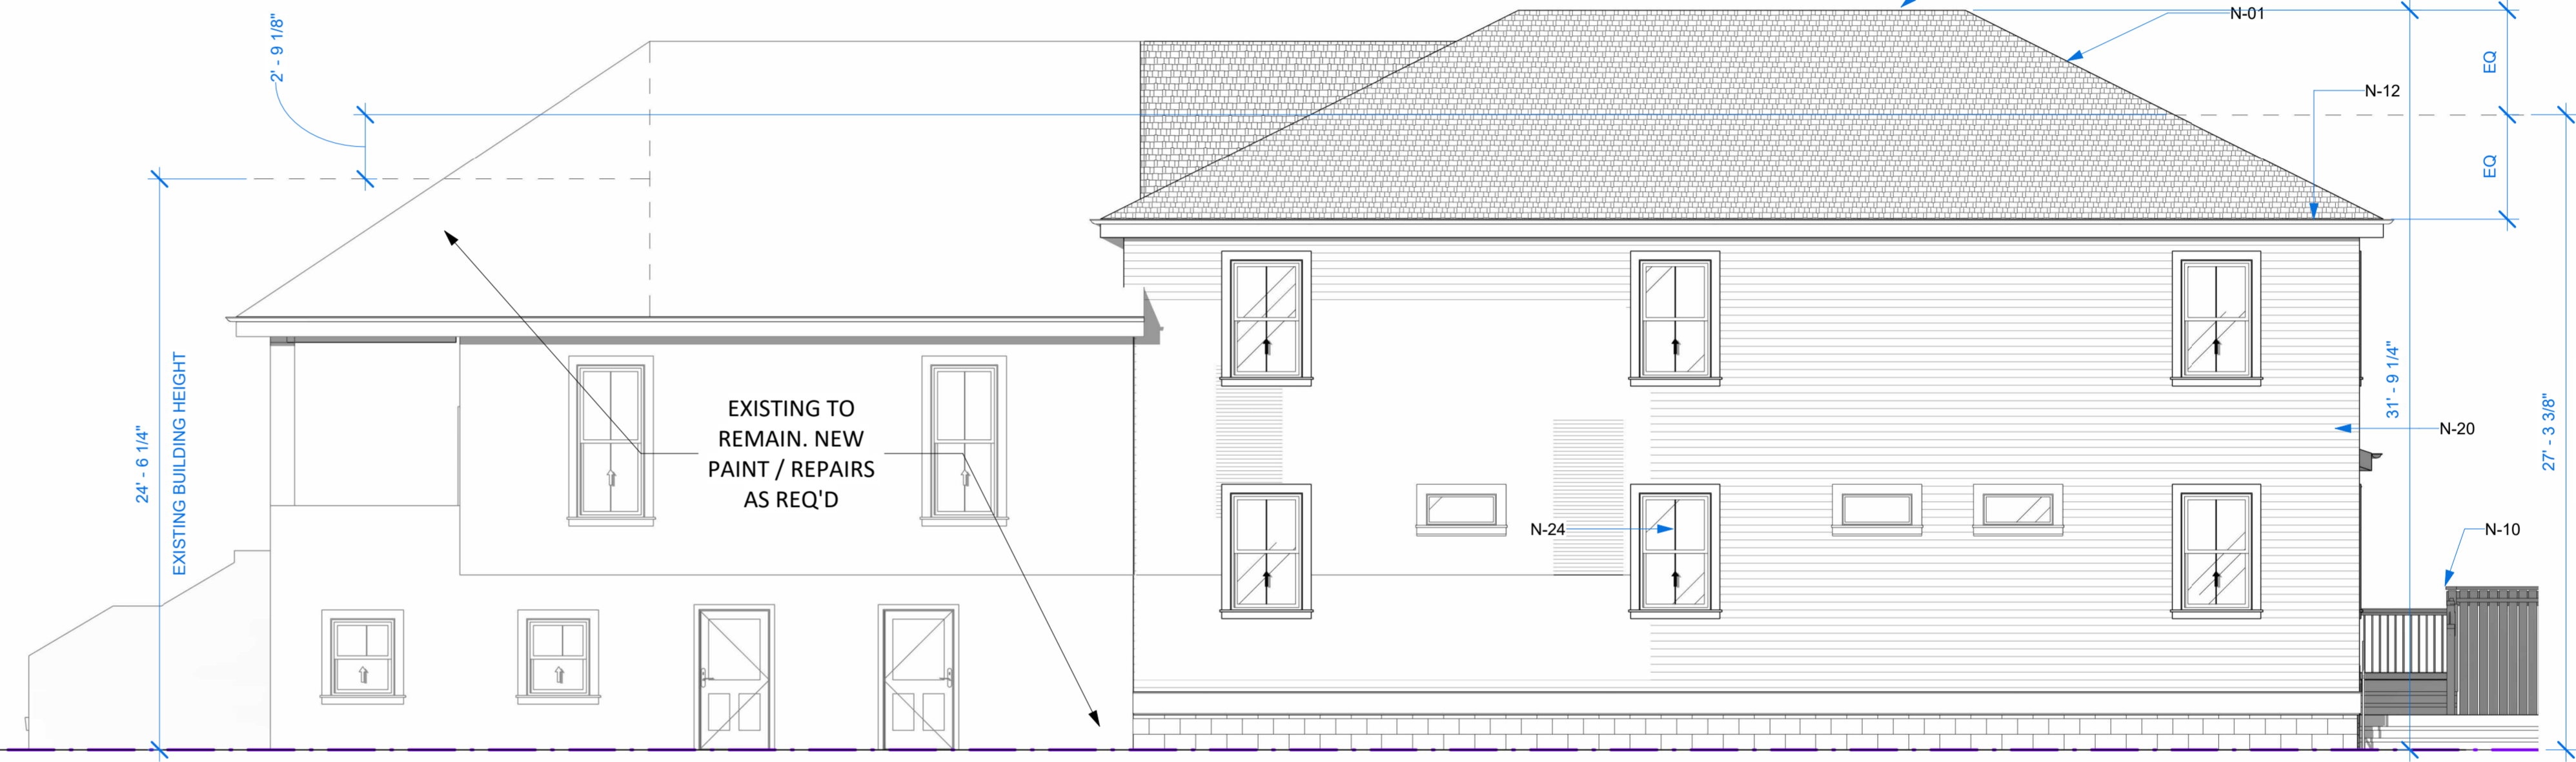 2' - 9 1/8"
N-01
EQ
N-12
EQ
24' - 6 1/4"
EXISTING BUILDING HEIGHT
EXISTING TO
REMAIN. NEW
PAINT / REPAIRS
AS REQ'D
31' - 9 1/4"
27' - 3 3/8"
N-20
N-24
N-10